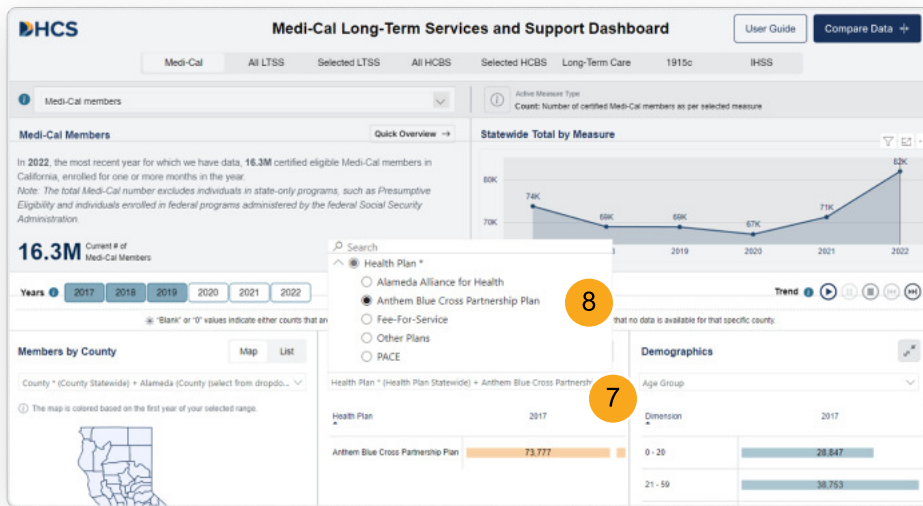 DHCS
Medi-Cal Long-Term Services and Support Dashboard
User Guide
Compare Data
Medi-Cal
All LTSS
Selected LTSS
All HCBS
Selected HCBS
Long-Term Care
1915c
IHSS
Medi-Cal members
Active Measure Type
Count: Number of certified Medi-Cal members as per selected measure
Medi-Cal Members
Quick Overview →
In 2022, the most recent year for which we have data, 16.3M certified eligible Medi-Cal members in
California, enrolled for one or more months in the year.
Note: The total Medi-Cal number excludes individuals in state-only programs, such as Presumptive
Eligibility and individuals enrolled in federal programs administered by the federal Social Security
Administration.
16.3M Current # of
Medi-Cal Members
Statewide Total by Measure
80K
70K
74K
69K
69K
67K
71K
82K
2019
2020
2021
2022
Search
Health Plan *
Alameda Alliance for Health
Anthem Blue Cross Partnership Plan
Fee-For-Service
Other Plans
PACE
8
Years
2017
2018
2019
2020
2021
2022
Trend
"Blank" or "0" values indicate either counts that
that no data is available for that specific county.
Members by County
Map
List
County * (County Statewide) + Alameda (County (select from dropdo...
The map is colored based on the first year of your selected range.
Health Plan * (Health Plan Statewide) + Anthem Blue Cross Partnershi
7
Health Plan
2017
Anthem Blue Cross Partnership Plan
73,777
Demographics
Age Group
Dimension
2017
0 - 20
28,847
21 - 59
38,753